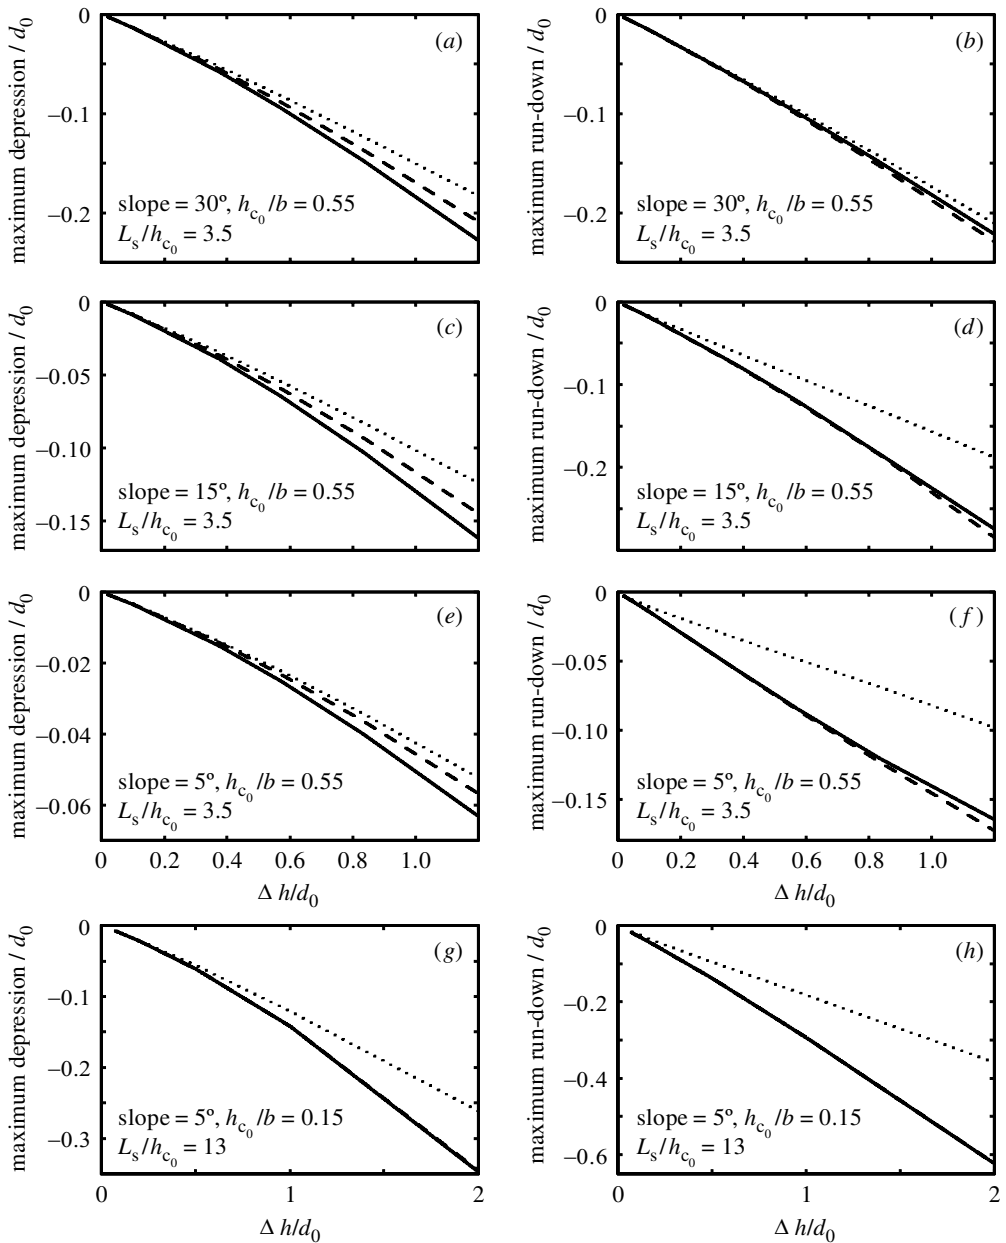 maximum depression / d0
0
−0.1
−0.2
(a)
slope = 30º, hc0/b = 0.55
Ls/hc0 = 3.5
maximum run-down / d0
0
−0.1
−0.2
(b)
slope = 30º, hc0/b = 0.55
Ls/hc0 = 3.5
maximum depression / d0
0
−0.05
−0.10
−0.15
(c)
slope = 15º, hc0/b = 0.55
Ls/hc0 = 3.5
maximum run-down / d0
0
−0.1
−0.2
(d)
slope = 15º, hc0/b = 0.55
Ls/hc0 = 3.5
maximum depression / d0
0
−0.02
−0.04
−0.06
(e)
slope = 5º, hc0/b = 0.55
Ls/hc0 = 3.5
0 0.2 0.4 0.6 0.8 1.0
Δ h/d0
maximum run-down / d0
0
−0.05
−0.10
−0.15
(f)
slope = 5º, hc0/b = 0.55
Ls/hc0 = 3.5
0 0.2 0.4 0.6 0.8 1.0
Δ h/d0
maximum depression / d0
0
−0.1
−0.2
−0.3
(g)
slope = 5º, hc0/b = 0.15
Ls/hc0 = 13
0 1 2
Δ h/d0
maximum run-down / d0
0
−0.2
−0.4
−0.6
(h)
slope = 5º, hc0/b = 0.15
Ls/hc0 = 13
0 1 2
Δ h/d0